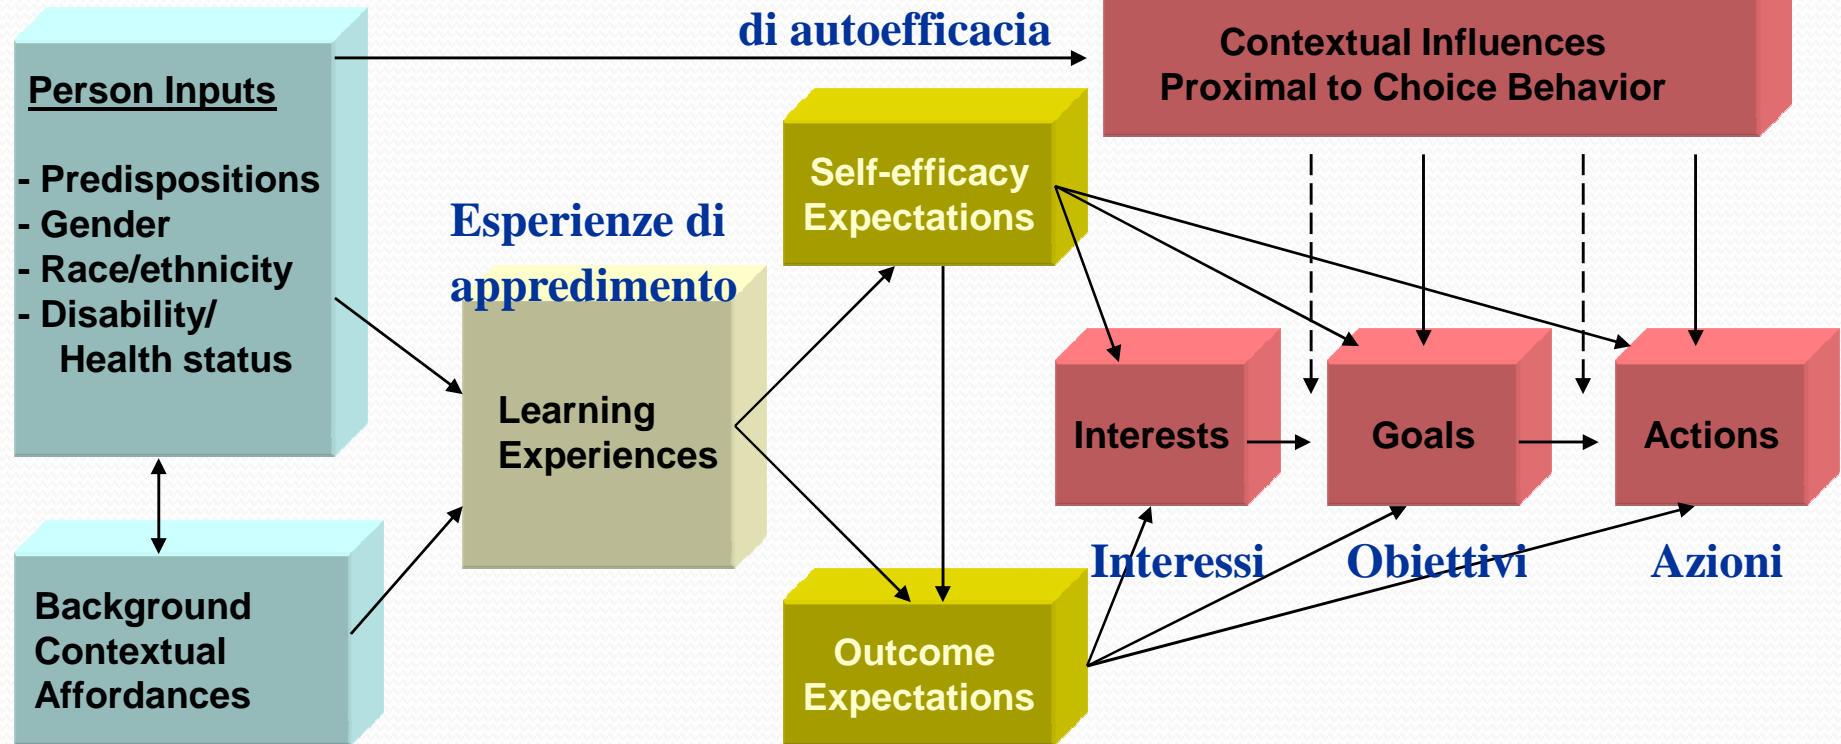 di autoefficacia
Contextual Influences
Proximal to Choice Behavior
Person Inputs
- Predispositions
- Gender
- Race/ethnicity
- Disability/
Health status
Self-efficacy
Expectations
Esperienze di
appredimento
Learning
Experiences
Interests
Goals
Actions
Interessi
Obiettivi
Azioni
Background
Contextual
Affordances
Outcome
Expectations